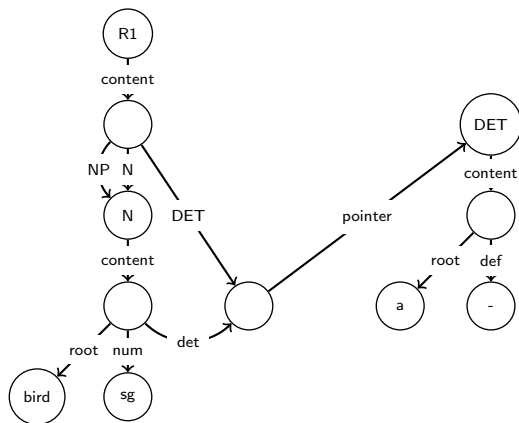 R1
content
DET
NP N
content
N
DET
pointer
content
root def
a -
det
root num
bird sg